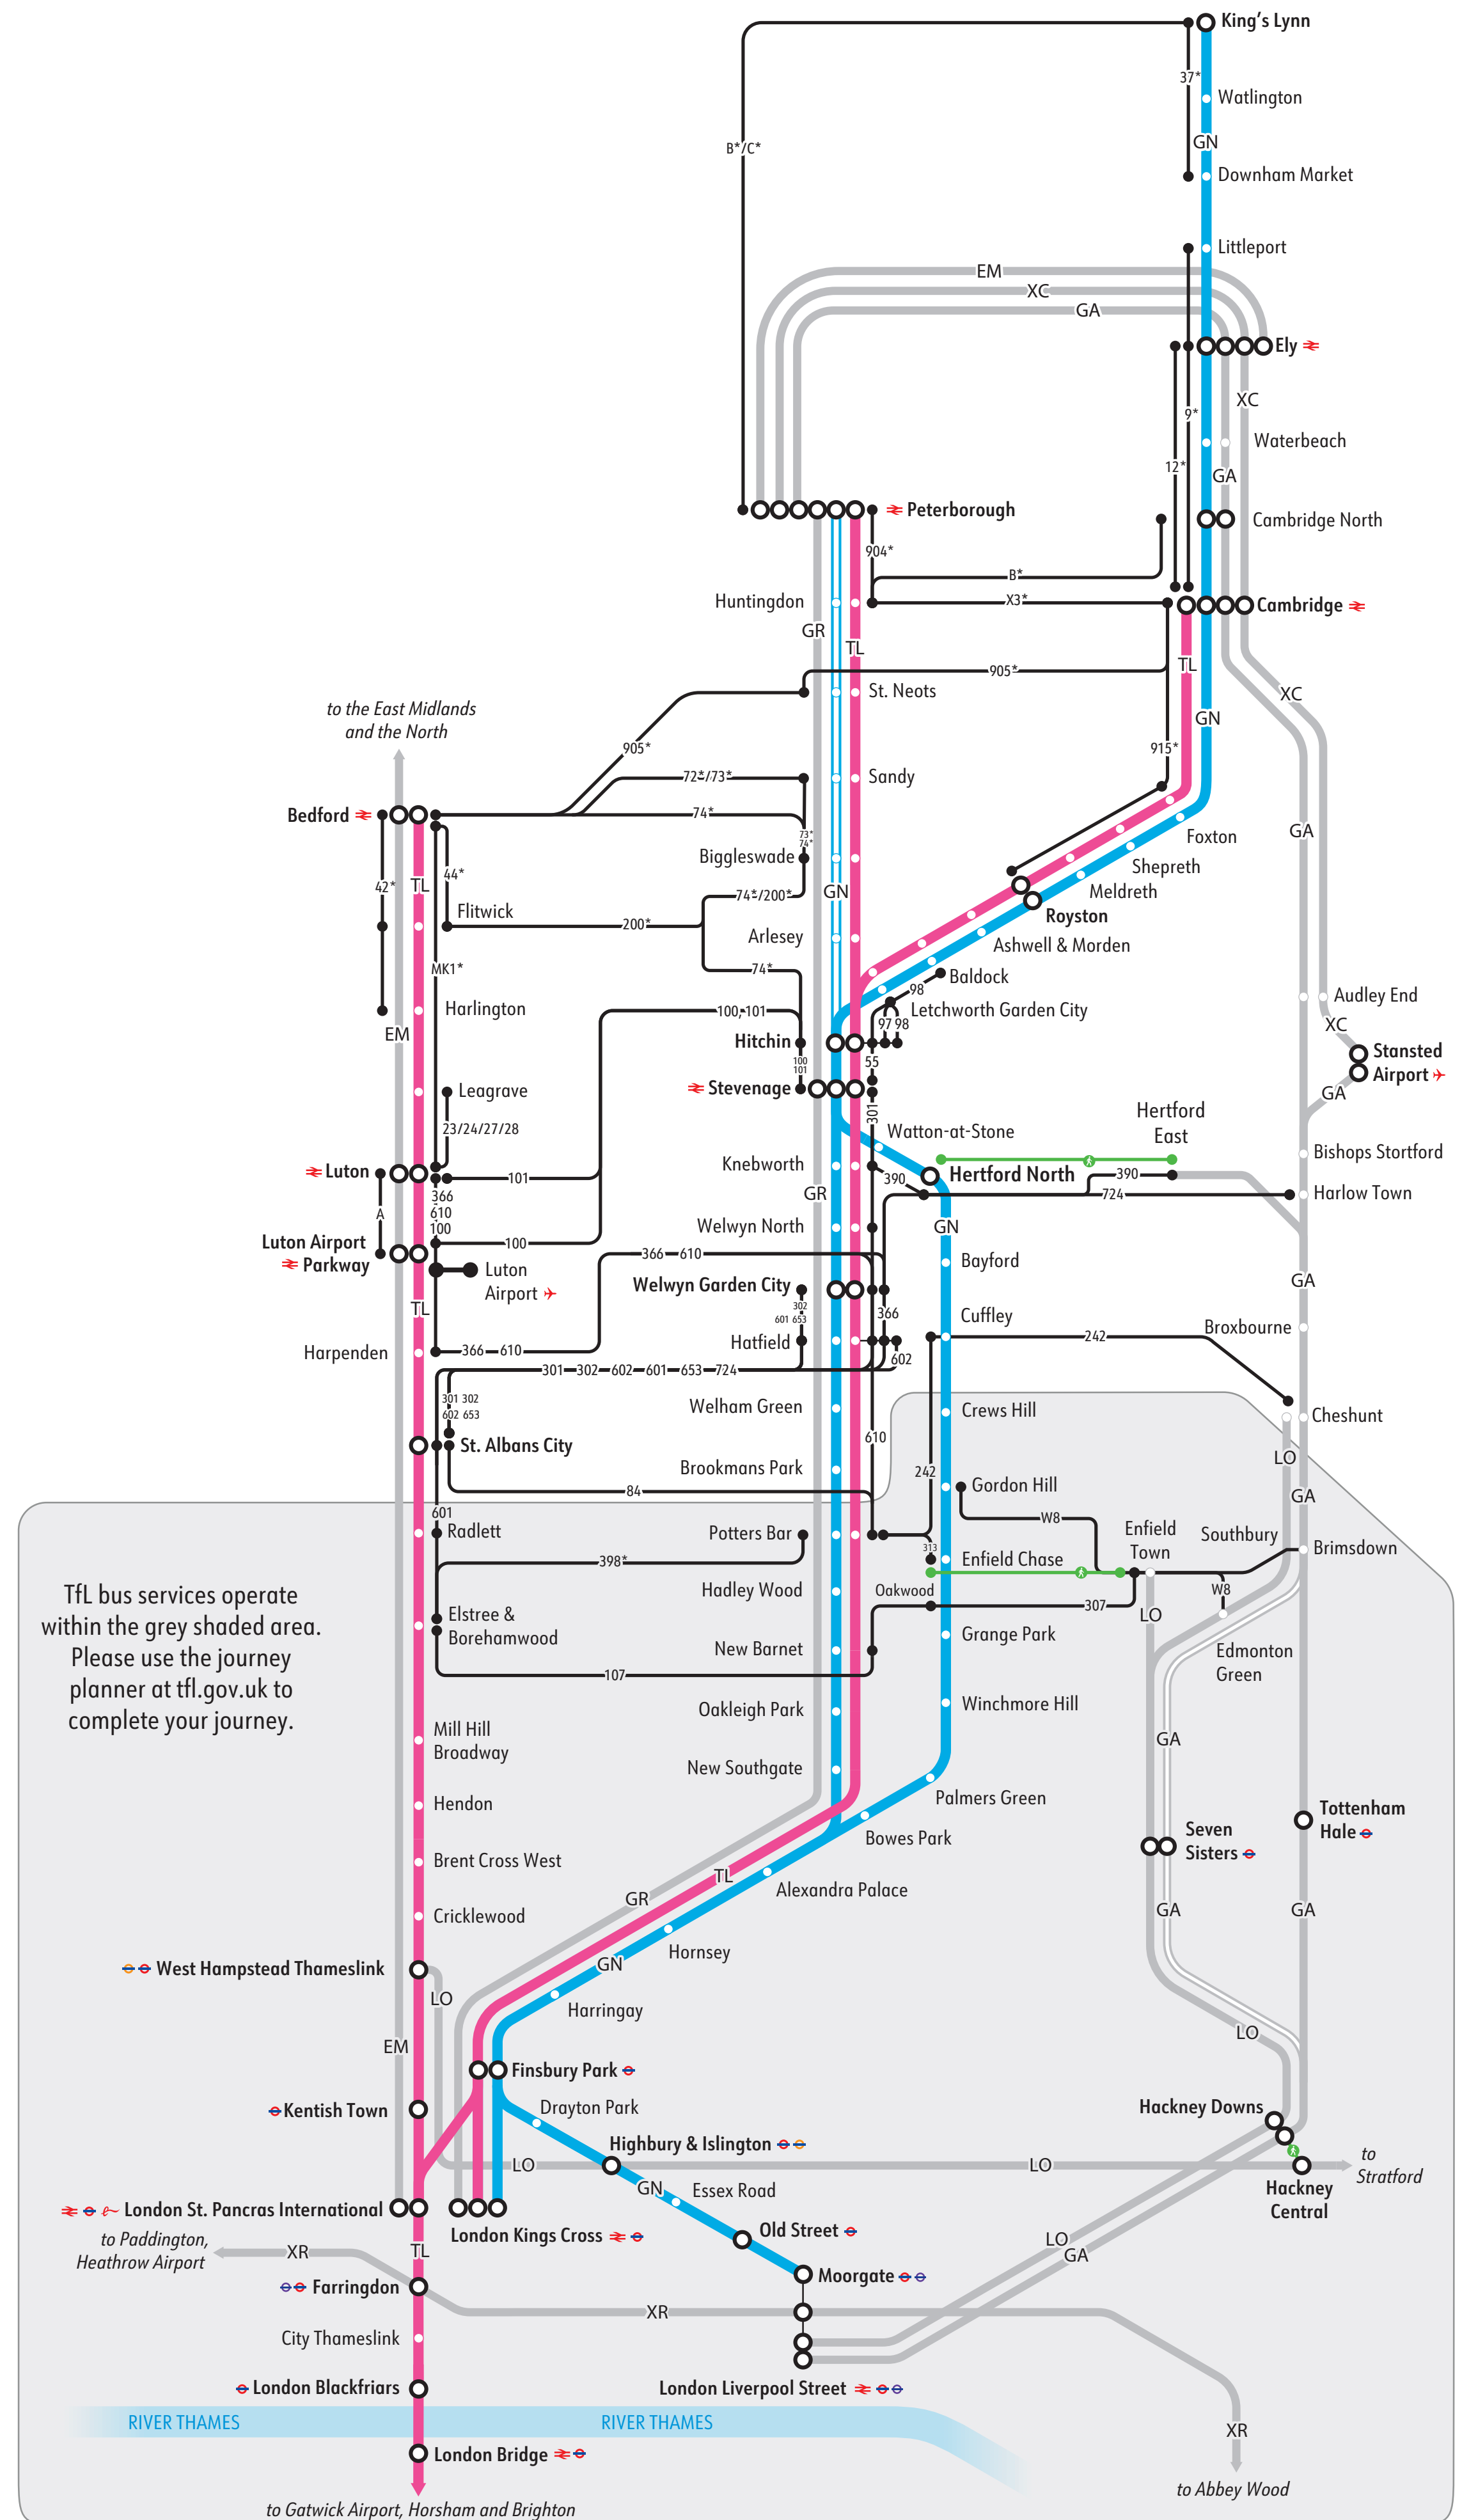 King's Lynn
37*
Watlington
B*/C*
GN
Downham Market
Littleport
EM
XC
GA
Ely
XC
9*
Waterbeach
12*
GA
Peterborough
Cambridge North
904*
B*
Huntingdon
X3*
Cambridge
GR
TL
TL
905*
St. Neots
XC
to the East Midlands
and the North
GN
905*
915*
72*/73*
Sandy
Bedford
74*
73*
74*
Foxton
GA
Biggleswade
Shepreth
44*
42*
TL
Meldreth
74*/200*
GN
Flitwick
Royston
200*
Arlesey
Ashwell & Morden
MK1*
74*
Baldock
98
Audley End
Harlington
100,101
Letchworth Garden City
97 98
XC
EM
Hitchin
100
101
55
Stansted
Airport
Leagrave
Stevenage
GA
301
Hertford
East
23/24/27/28
Watton-at-Stone
Bishops Stortford
Knebworth
Luton
101
390
Hertford North
390
GR
724
Harlow Town
366
610
100
A
Welwyn North
GN
Luton Airport
Parkway
100
366
610
Bayford
Luton
Airport
Welwyn Garden City
GA
302
601 653
TL
366
Cuffley
Hatfield
242
Broxbourne
Harpenden
366
610
602
301
302
602
601
653
724
301 302
602 653
Welham Green
Crews Hill
Cheshunt
St. Albans City
610
LO
Brookmans Park
242
Gordon Hill
84
GA
601
W8
Radlett
Potters Bar
Enfield
Town
Southbury
313
Brimsdown
398*
Enfield Chase
TfL bus services operate
within the grey shaded area.
Please use the journey
planner at tfl.gov.uk to
complete your journey.
Hadley Wood
Oakwood
W8
307
LO
Elstree &
Borehamwood
Grange Park
New Barnet
Edmonton
Green
107
Oakleigh Park
Winchmore Hill
Mill Hill
Broadway
GA
New Southgate
Hendon
Palmers Green
Tottenham
Hale
Bowes Park
Seven
Sisters
Brent Cross West
TL
Alexandra Palace
GR
Cricklewood
GA
GA
Hornsey
West Hampstead Thameslink
GN
LO
Harringay
LO
EM
Finsbury Park
Kentish Town
Drayton Park
Hackney Downs
Highbury & Islington
LO
LO
to
Stratford
GN
Essex Road
Hackney
Central
London St. Pancras International
London Kings Cross
Old Street
to Paddington,
Heathrow Airport
XR
TL
LO
GA
Moorgate
Farringdon
XR
City Thameslink
London Blackfriars
London Liverpool Street
RIVER THAMES
RIVER THAMES
XR
London Bridge
to Abbey Wood
to Gatwick Airport, Horsham and Brighton